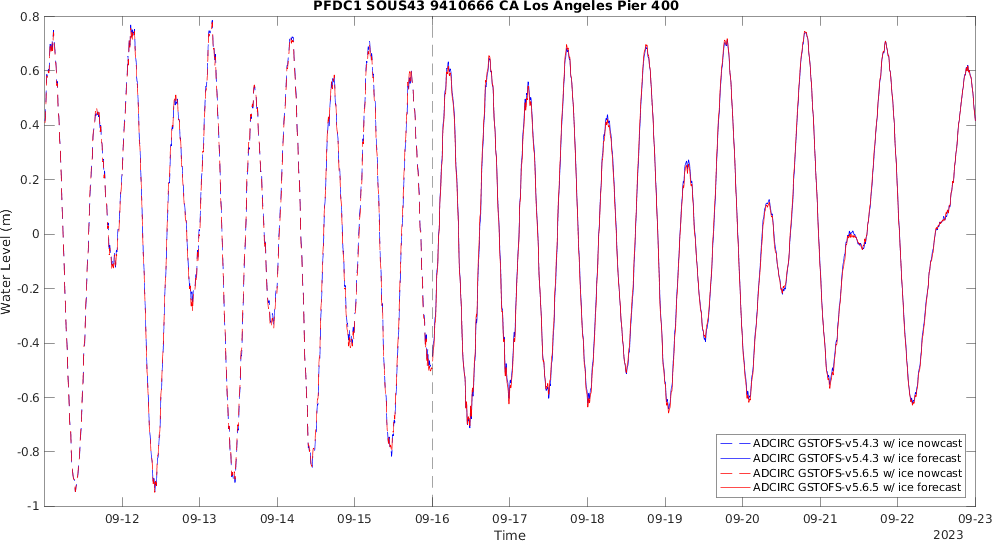 PFDC1 SOUS43 9410666 CA Los Angeles Pier 400
Water Level (m)
0.8
0.6
0.4
0.2
0
-0.2
-0.4
-0.6
-0.8
-1
ADCIRC GSTOFS-v5.4.3 w/ ice nowcast
ADCIRC GSTOFS-v5.4.3 w/ ice forecast
ADCIRC GSTOFS-v5.6.5 w/ ice nowcast
ADCIRC GSTOFS-v5.6.5 w/ ice forecast
09-12 09-13 09-14 09-15 09-16 09-17 09-18 09-19 09-20 09-21 09-22 09-23
Time
2023